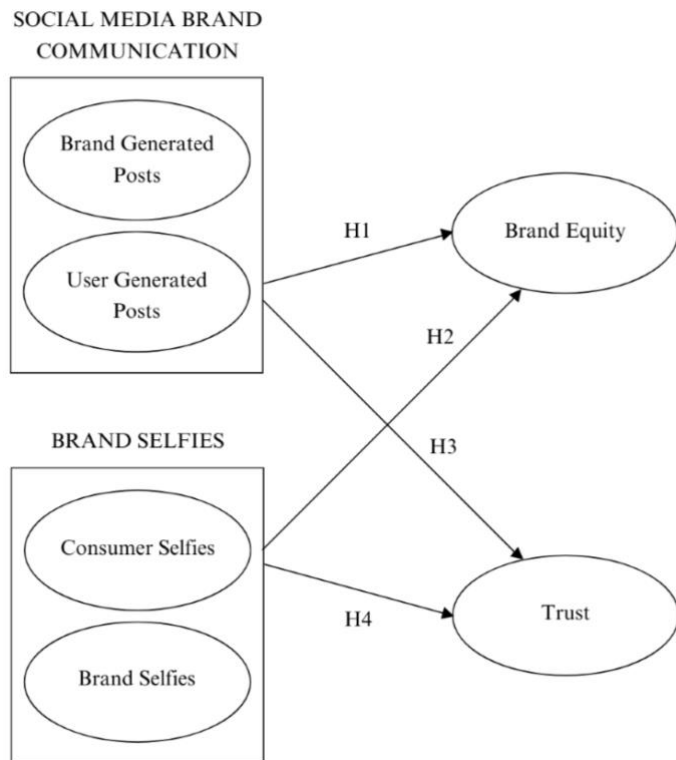 SOCIAL MEDIA BRAND
COMMUNICATION
Brand Generated
Posts
User Generated
Posts
H1
Brand Equity
H2
BRAND SELFIES
H3
Consumer Selfies
Brand Selfies
H4
Trust